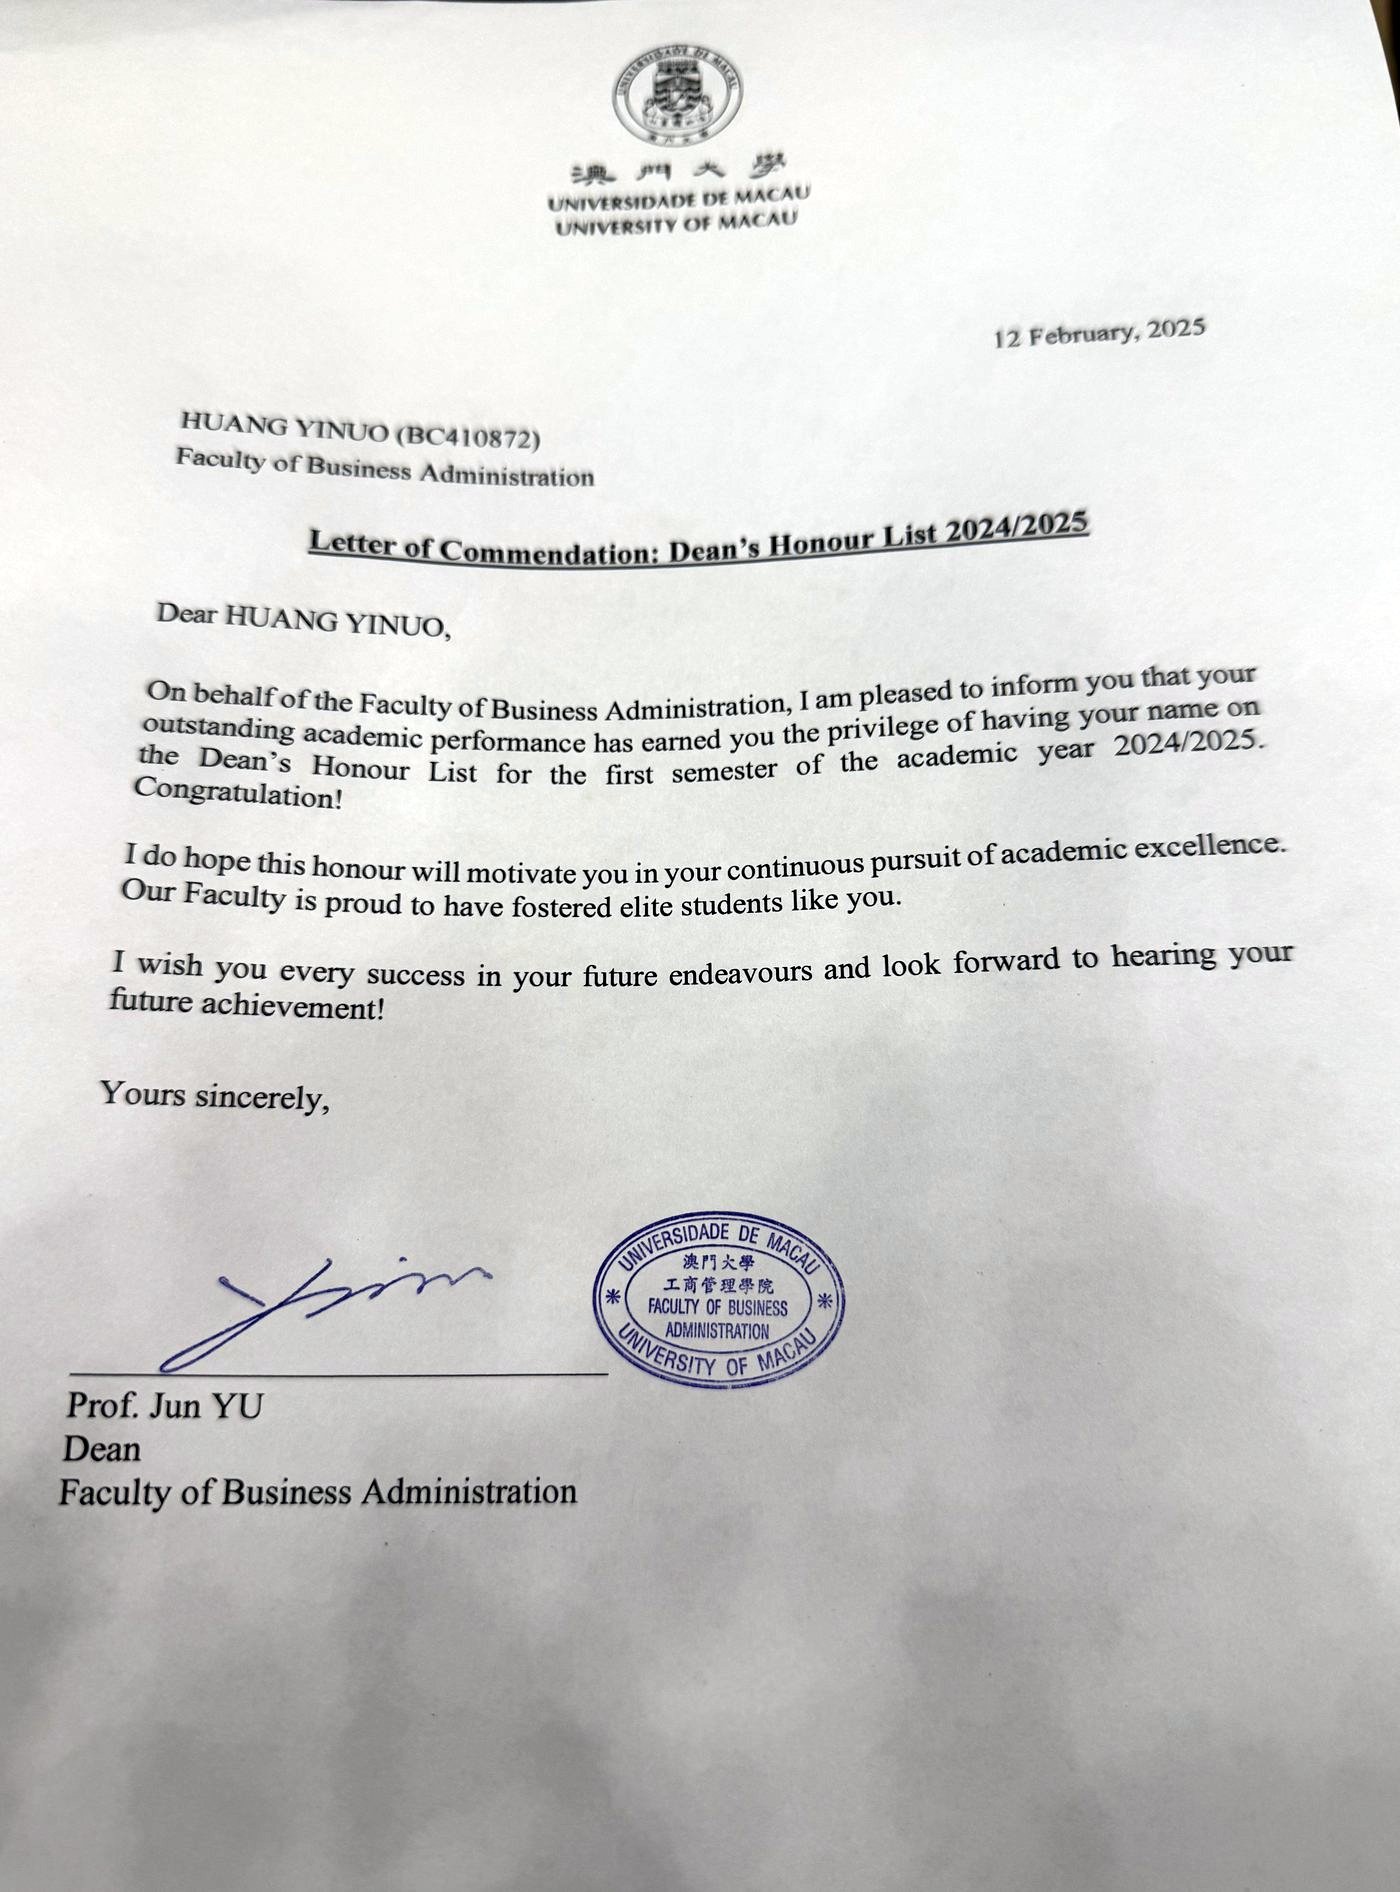 UNIVERSIDADE DE MACAU
澳門大學
澳門大學
UNIVERSIDADE DE MACAU
UNIVERSITY OF MACAU
12 February, 2025
HUANG YINUO (BC410872)
Faculty of Business Administration
Letter of Commendation: Dean's Honour List 2024/2025
Dear HUANG YINUO,
On behalf of the Faculty of Business Administration, I am pleased to inform you that your
outstanding academic performance has earned you the privilege of having your name on
the Dean's Honour List for the first semester of the academic year 2024/2025.
Congratulation!
I do hope this honour will motivate you in your continuous pursuit of academic excellence.
Our Faculty is proud to have fostered elite students like you.
I wish you every success in your future endeavours and look forward to hearing your
future achievement!
Yours sincerely,
UNIVERSIDADE DE MACAU
澳門大學
工商管理學院
FACULTY OF BUSINESS
ADMINISTRATION
UNIVERSITY OF MACAU
Prof. Jun YU
Dean
Faculty of Business Administration